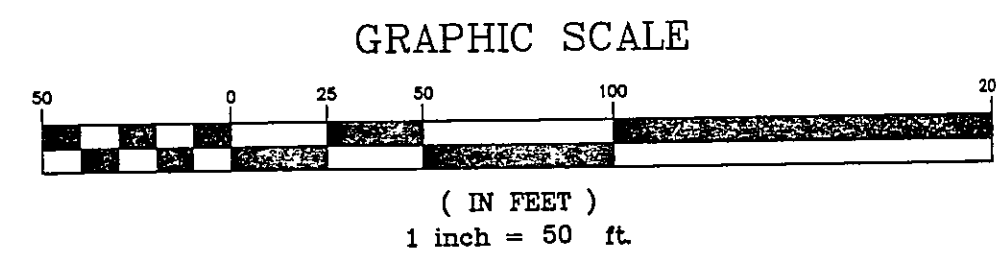 GRAPHIC SCALE
50 0 25 50 100 20
( IN FEET )
1 inch = 50 ft.